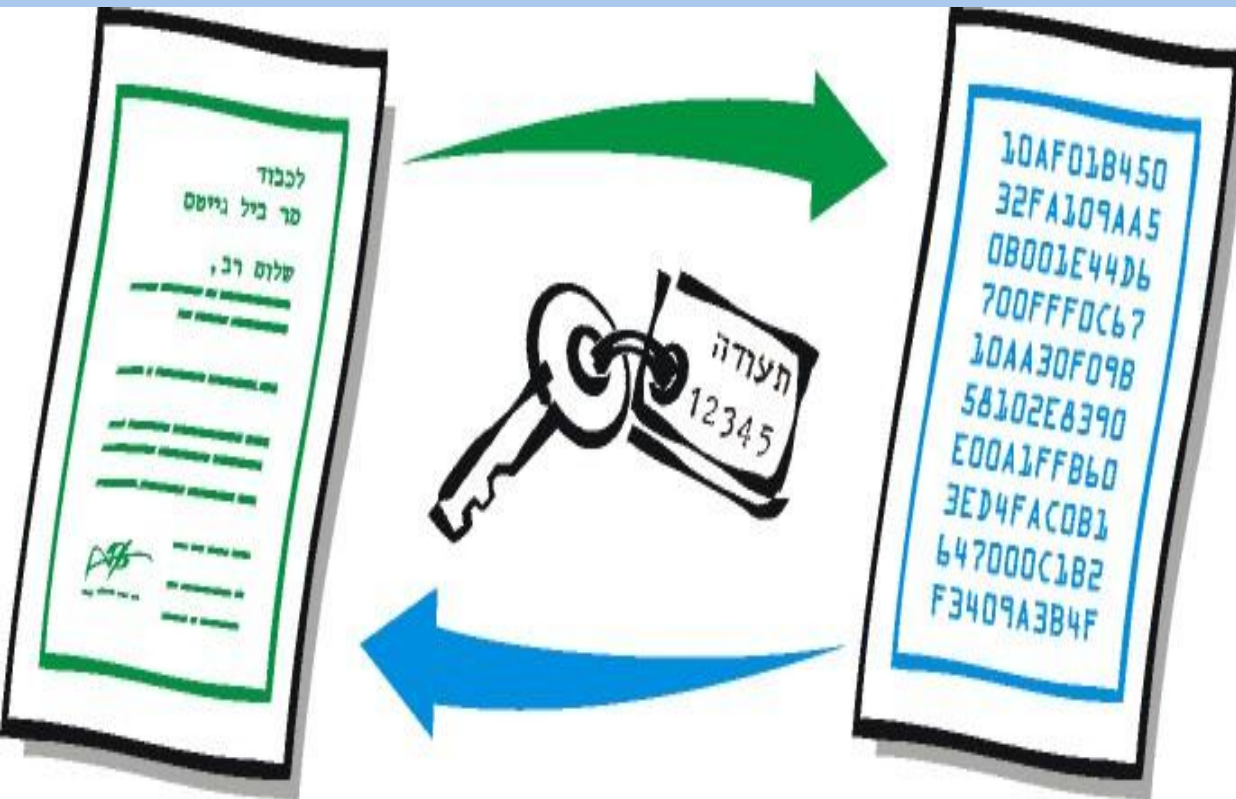 לכבוד
מר ביל גייטס
שלום רב,
תעודה
12345
10AF01B450
32FA109AA5
0B001E44D6
700FFF0C67
10AA30F09B
58102E8390
E00A1FFB60
3ED4FAC0B1
647000C1B2
F3409A3B4F